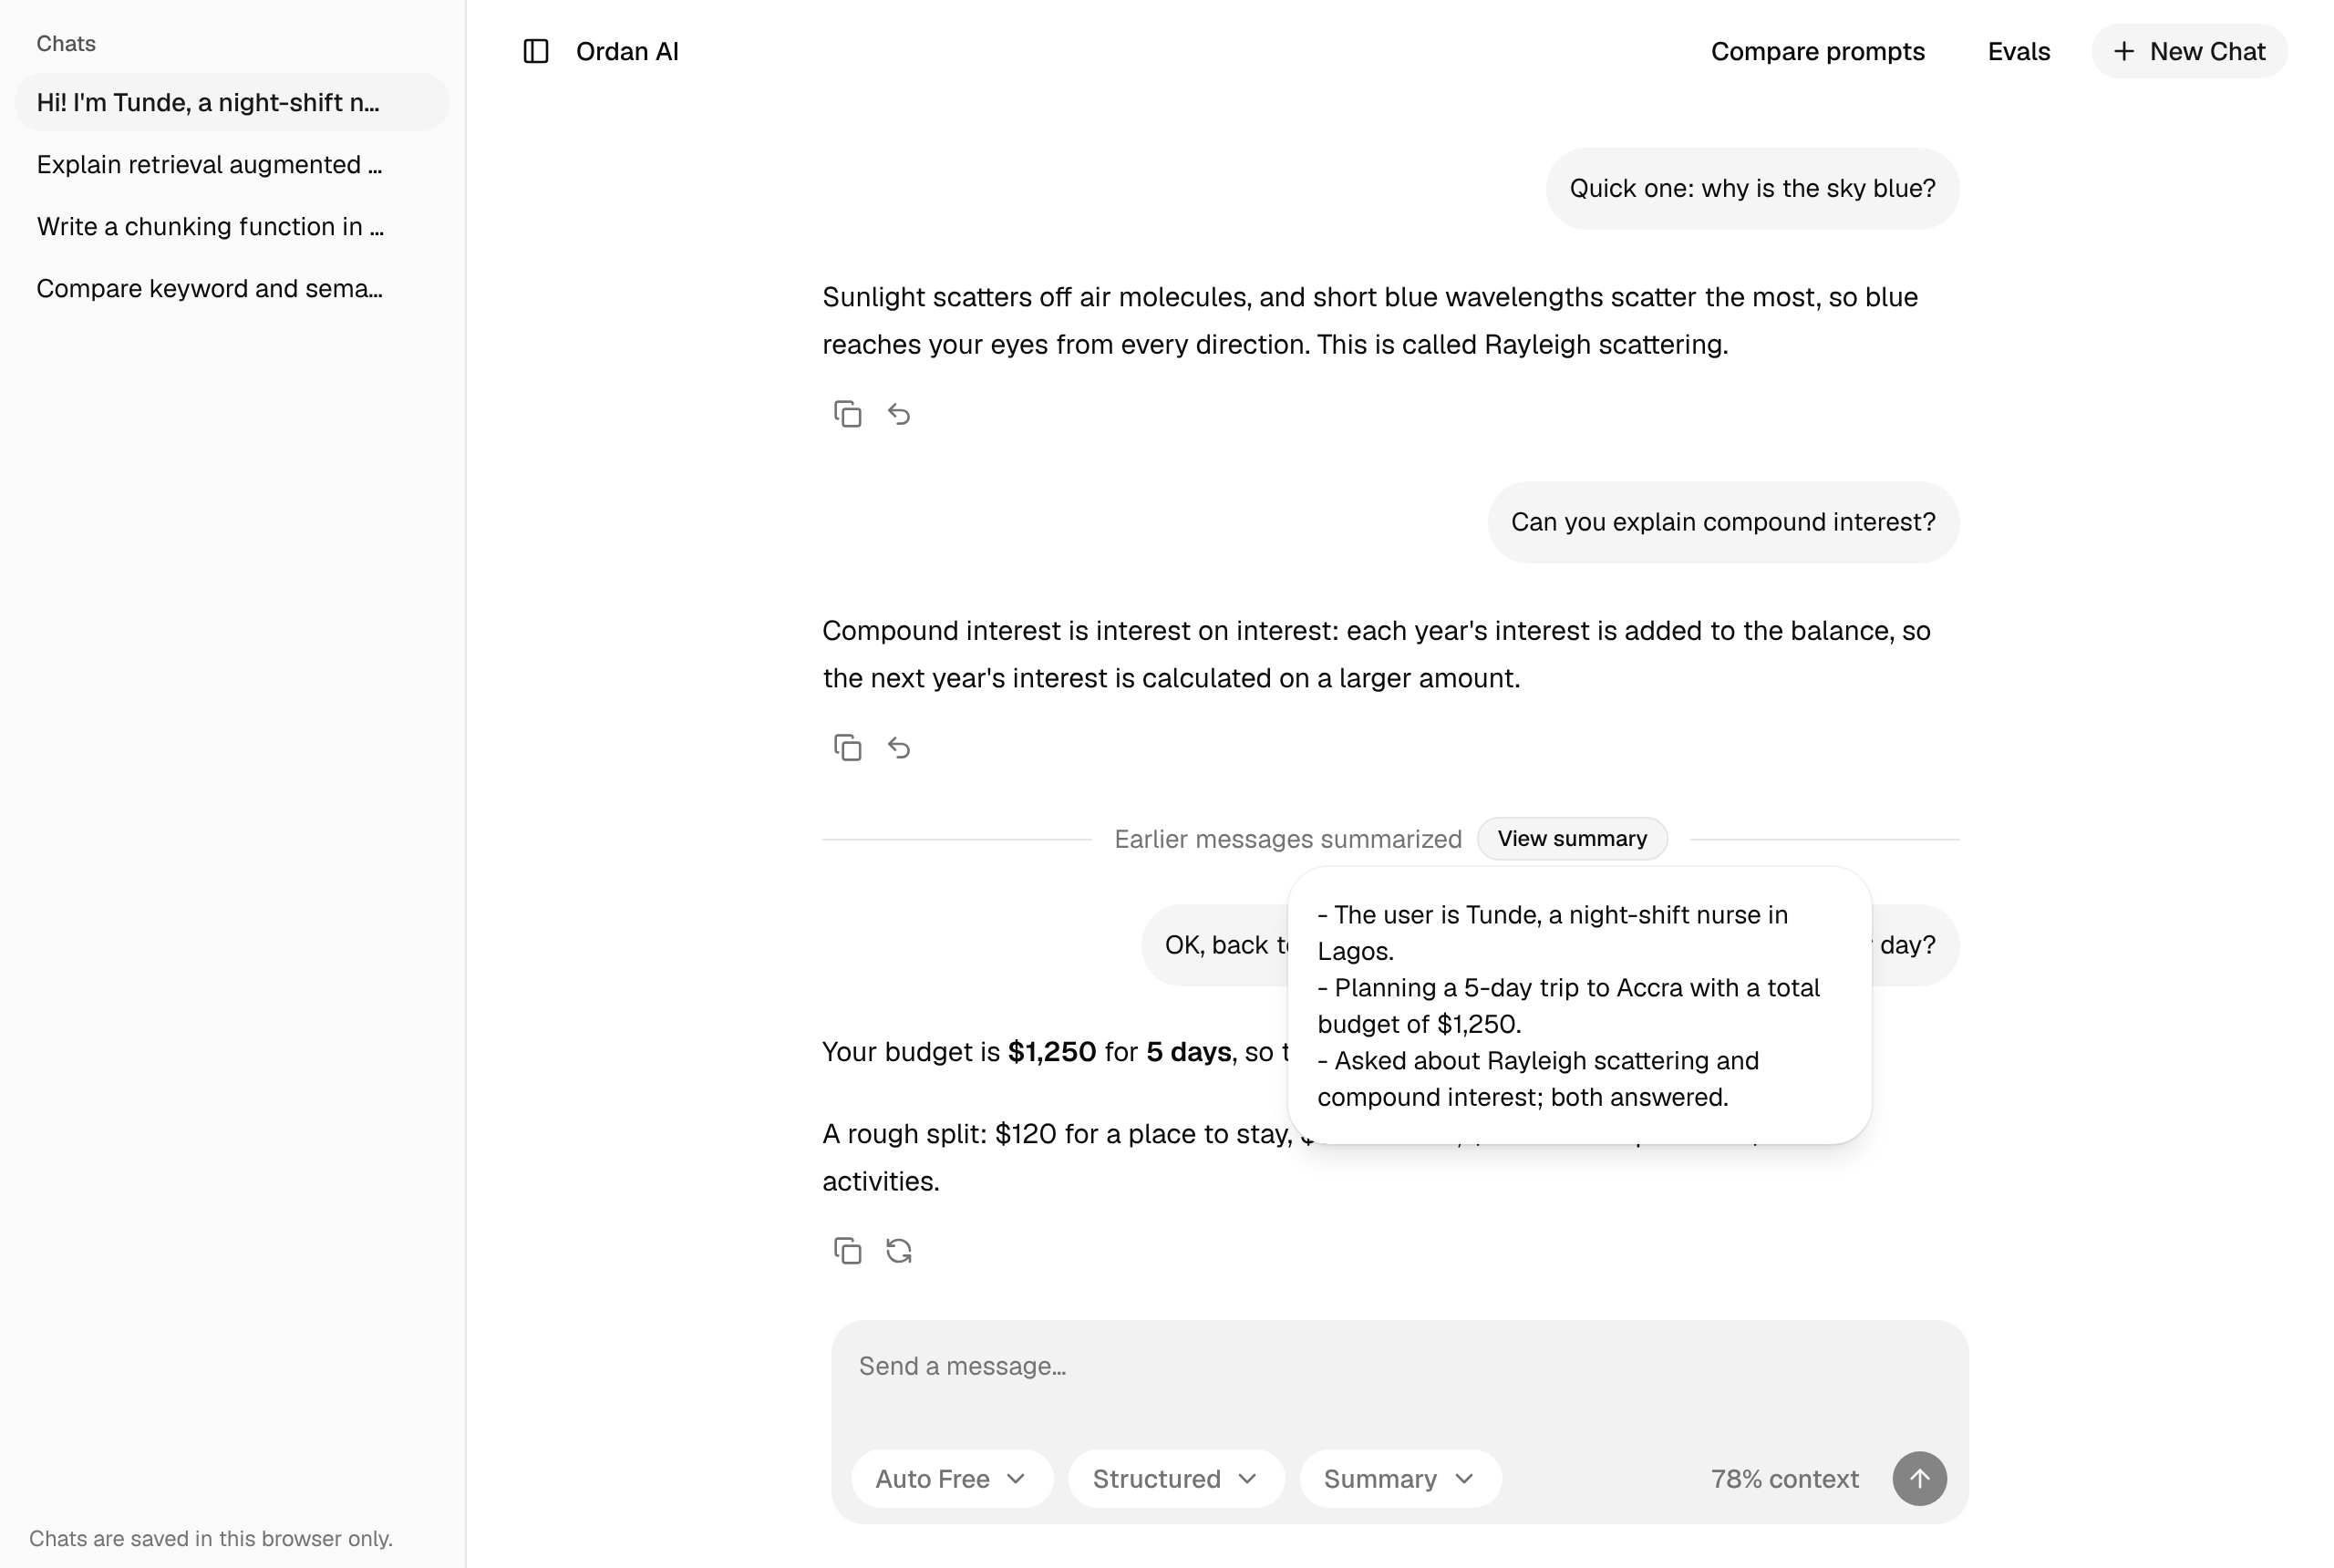 Chats
Hi! I'm Tunde, a night-shift n...
Explain retrieval augmented ...
Write a chunking function in ...
Compare keyword and sema...
Chats are saved in this browser only.
Ordan AI
Compare prompts
Evals
New Chat
Quick one: why is the sky blue?
Sunlight scatters off air molecules, and short blue wavelengths scatter the most, so blue
reaches your eyes from every direction. This is called Rayleigh scattering.
Can you explain compound interest?
Compound interest is interest on interest: each year's interest is added to the balance, so
the next year's interest is calculated on a larger amount.
Earlier messages summarized View summary
- The user is Tunde, a night-shift nurse in
Lagos.
- Planning a 5-day trip to Accra with a total
budget of $1,250.
- Asked about Rayleigh scattering and
compound interest; both answered.
OK, back day?
Your budget is $1,250 for 5 days, so
A rough split: $120 for a place to stay,
activities.
Send a message...
Auto Free
Structured
Summary
78% context